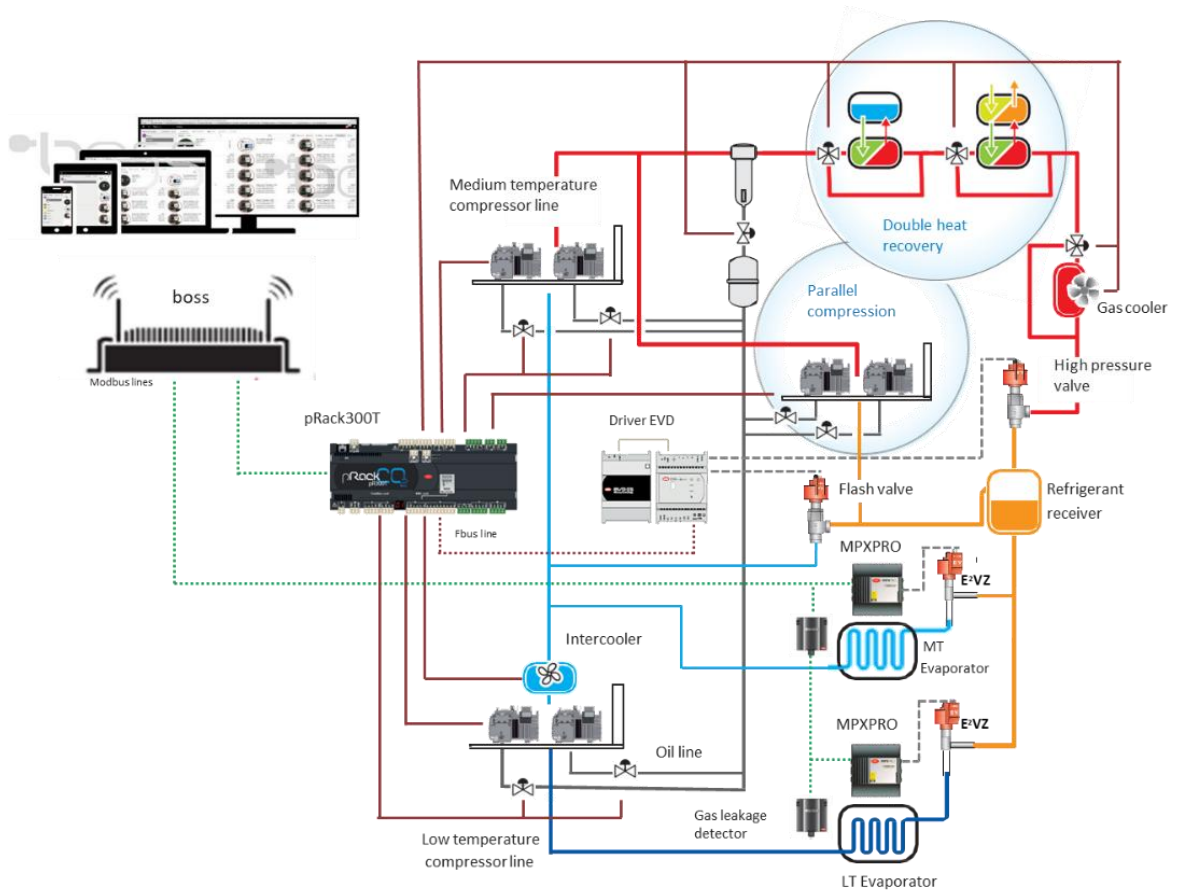 Medium temperature
compressor line
Double heat
recovery
Parallel
compression
Gas cooler
boss
Modbus lines
High pressure
valve
pRack300T
Driver EVD
pRackCO2
Flash valve
Refrigerant
receiver
Fbus line
MPXPRO
E²VZ
Intercooler
MT
Evaporator
MPXPRO
E²VZ
Oil line
Gas leakage
detector
Low temperature
compressor line
LT Evaporator